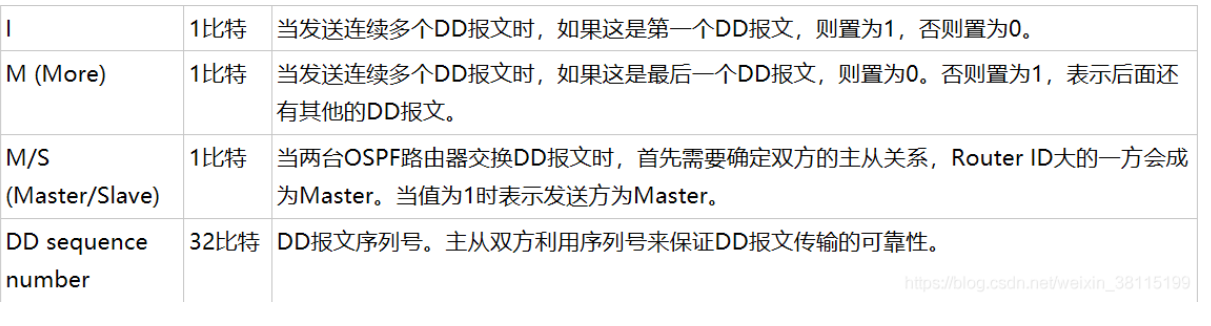 I 1比特 当发送连续多个DD报文时，如果这是第一个DD报文，则置为1，否则置为0。
M (More) 1比特 当发送连续多个DD报文时，如果这是最后一个DD报文，则置为0。否则置为1，表示后面还
有其他的DD报文。
M/S 1比特 当两台OSPF路由器交换DD报文时，首先需要确定双方的主从关系，Router ID大的一方会成
(Master/Slave) 为Master。当值为1时表示发送方为Master。
DD sequence 32比特 DD报文序列号。主从双方利用序列号来保证DD报文传输的可靠性。
number
https://blog.csdn.net/weixin_38115199